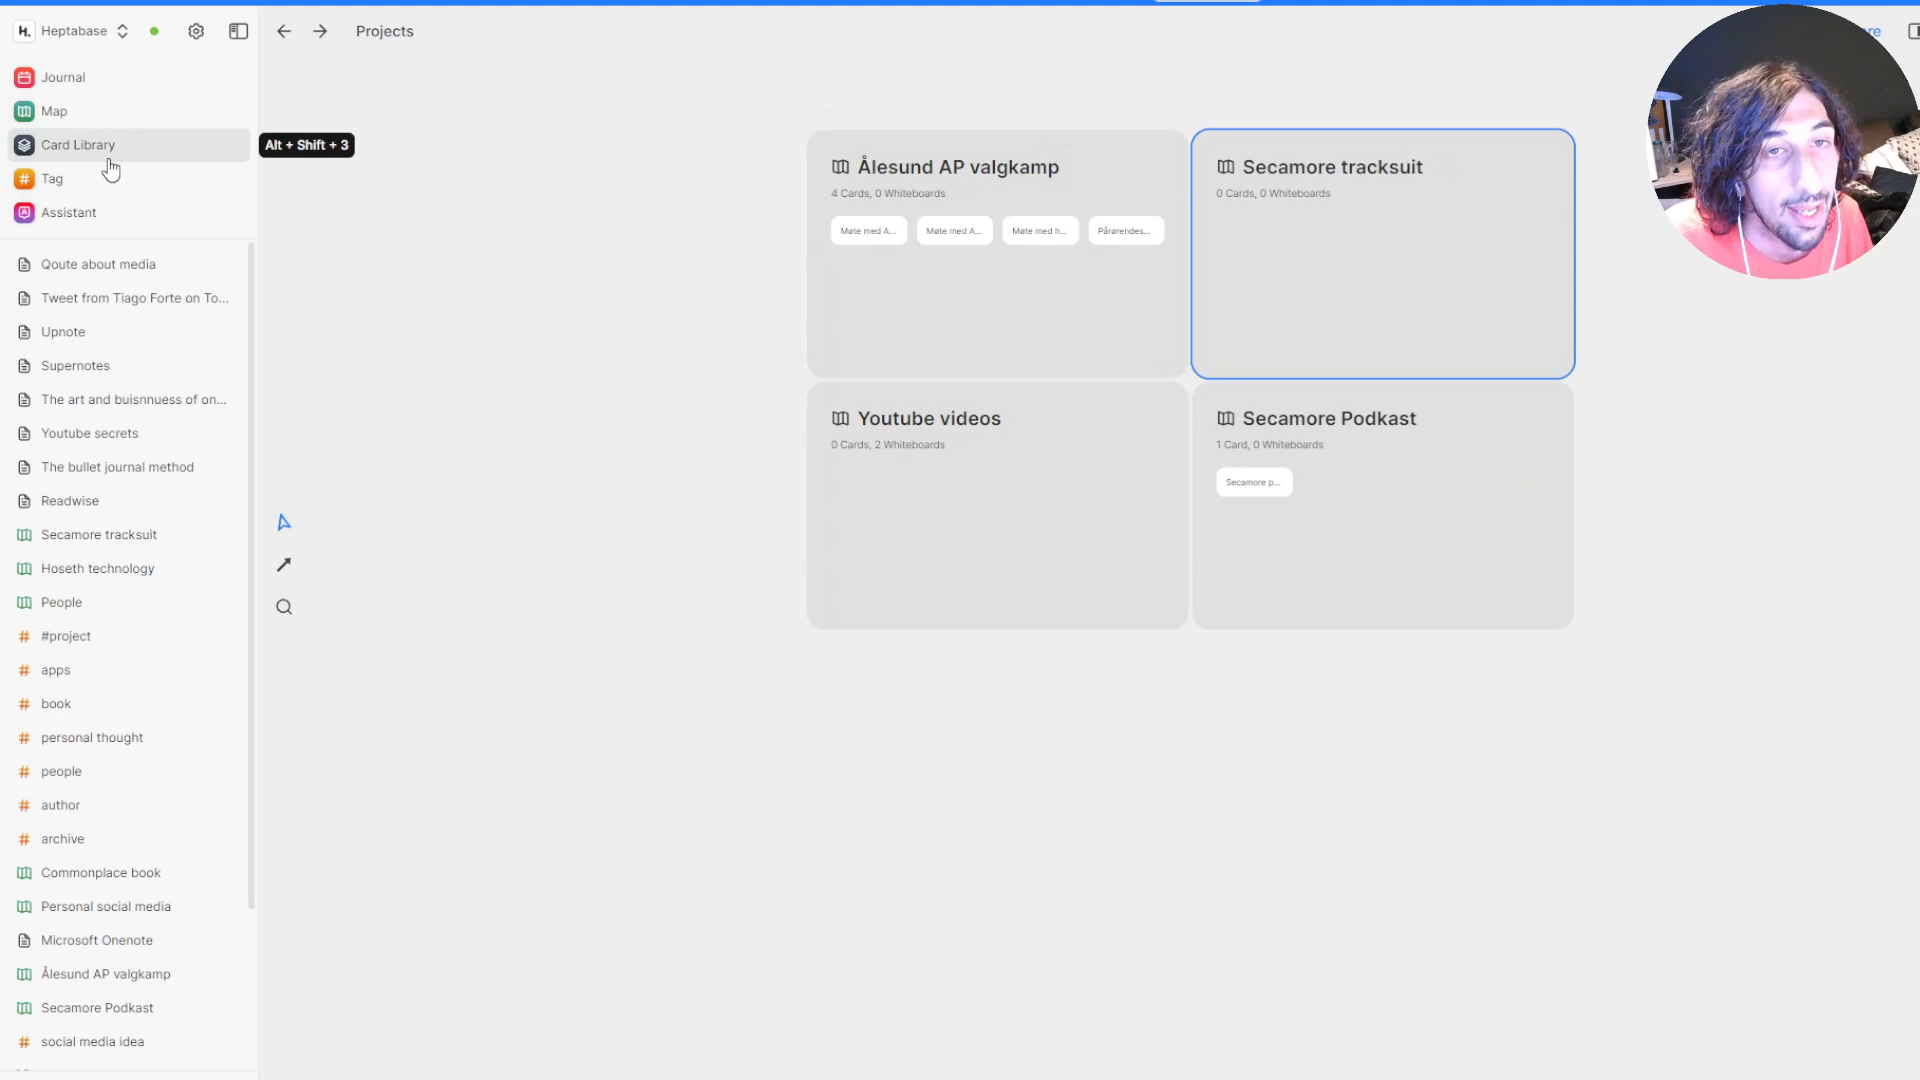 H. Heptabase
Projects
Journal
Map
Card Library
Alt + Shift + 3
Tag
Assistant
Qoute about media
Tweet from Tiago Forte on To...
Upnote
Supernotes
The art and buisnnuess of on...
Youtube secrets
The bullet journal method
Readwise
Secamore tracksuit
Hoseth technology
People
# #project
# apps
# book
# personal thought
# people
# author
# archive
Commonplace book
Personal social media
Microsoft Onenote
Ålesund AP valgkamp
Secamore Podkast
# social media idea
Ålesund AP valgkamp
4 Cards, 0 Whiteboards
Møte med A...
Møte med A...
Møte med h...
Pårørendes...
Secamore tracksuit
0 Cards, 0 Whiteboards
Youtube videos
0 Cards, 2 Whiteboards
Secamore Podkast
1 Card, 0 Whiteboards
Secamore p...